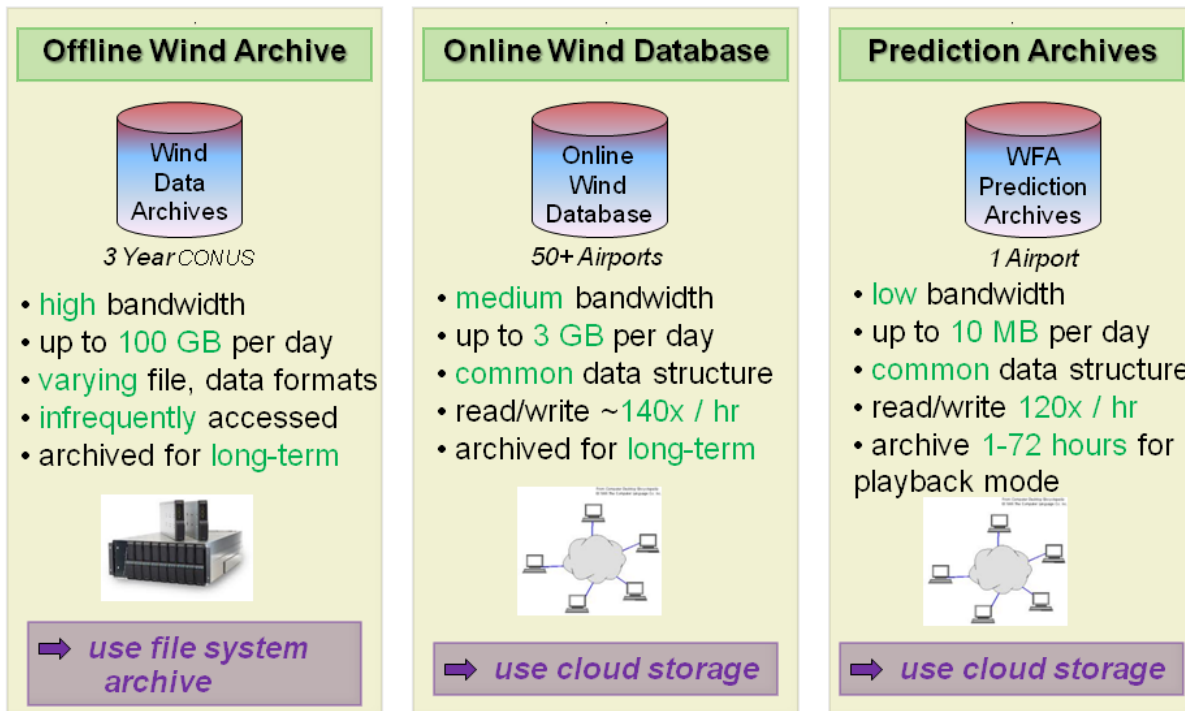 Offline Wind Archive
Wind
Data
Archives
3 Year CONUS
• high bandwidth
• up to 100 GB per day
• varying file, data formats
• infrequently accessed
• archived for long-term
➡ use file system
archive
Online Wind Database
Online
Wind
Database
50+ Airports
• medium bandwidth
• up to 3 GB per day
• common data structure
• read/write ~140x / hr
• archived for long-term
From Computer Desktop Encyclopedia
➡ use cloud storage
Prediction Archives
WFA
Prediction
Archives
1 Airport
• low bandwidth
• up to 10 MB per day
• common data structure
• read/write 120x / hr
• archive 1-72 hours for
playback mode
➡ use cloud storage